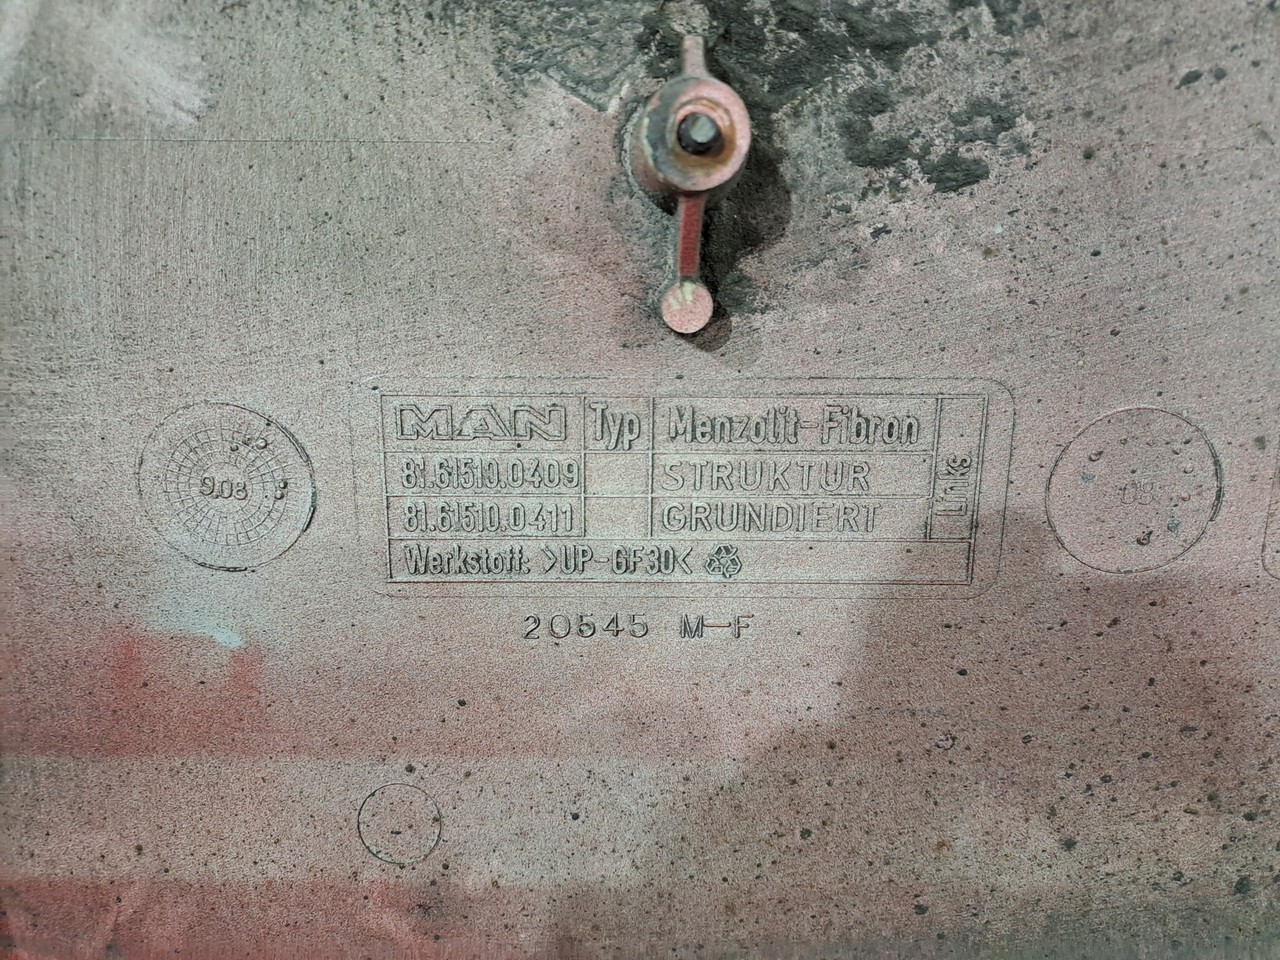 MAN Typ Menzolit-Fibron
81.61510.0409 STRUKTUR
81.61510.0411 GRUNDIERT
Links
Werkstoff: >UP-GF30<
20545 M-F
9.08